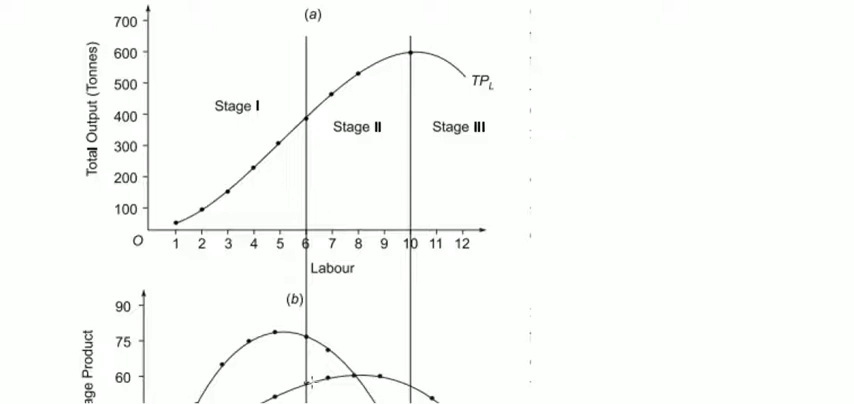 (a)
700
600
500
400
300
200
100
Total Output (Tonnes)
Stage I
Stage II
Stage III
TPL
O
1 2 3 4 5 6 7 8 9 10 11 12
Labour
(b)
90
75
60
Product